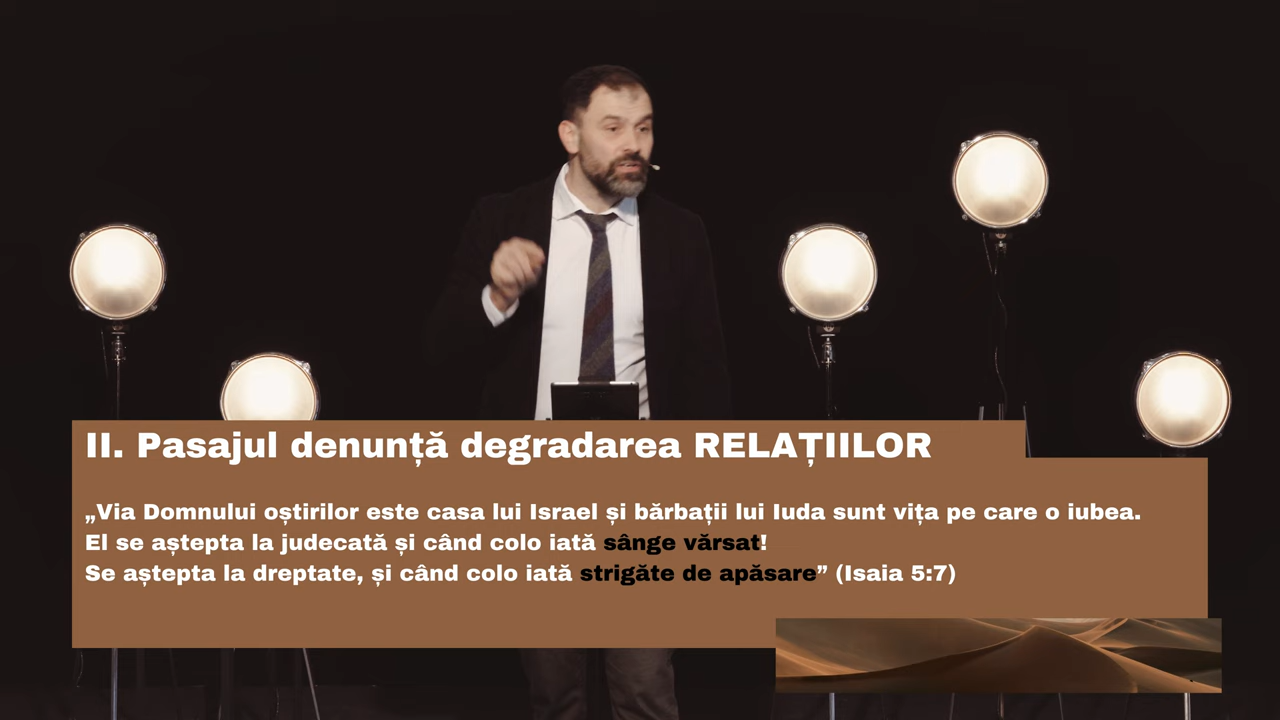 II. Pasajul denunță degradarea RELAȚIILOR
„Via Domnului oștirilor este casa lui Israel și bărbații lui Iuda sunt vița pe care o iubea.
El se aștepta la judecată și când colo iată sânge vărsat!
Se aștepta la dreptate, și când colo iată strigăte de apăsare” (Isaia 5:7)